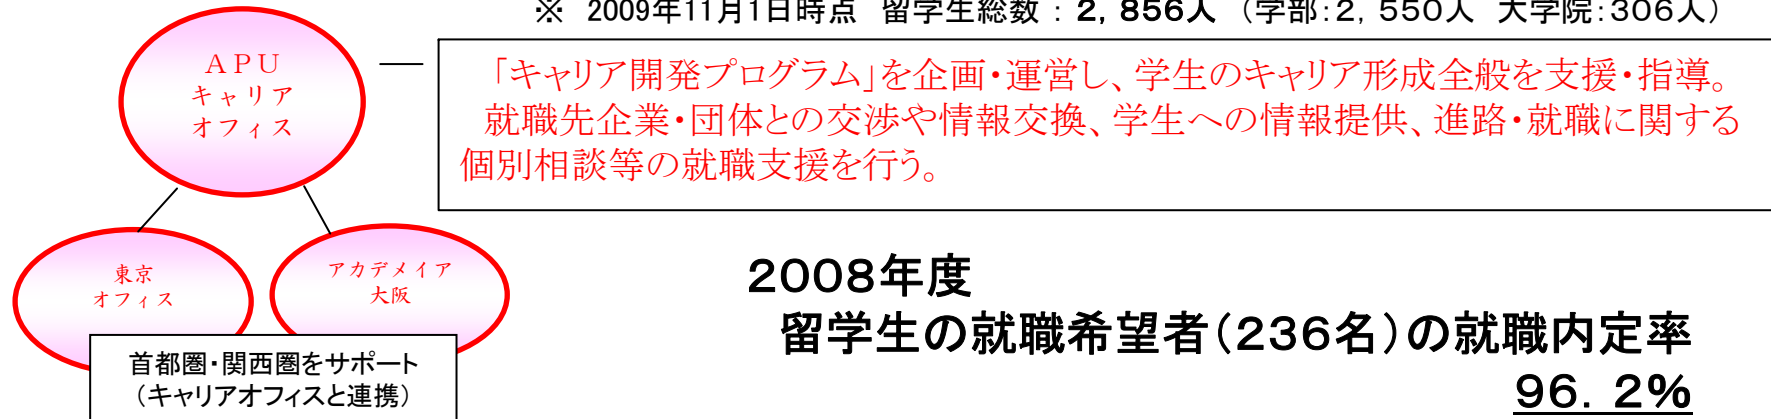 ※ 2009年11月1日時点 留学生総数：２，８５６人 （学部：２，５５０人 大学院：３０６人）
ＡＰＵ
キャリア
オフィス
「キャリア開発プログラム」を企画・運営し、学生のキャリア形成全般を支援・指導。
就職先企業・団体との交渉や情報交換、学生への情報提供、進路・就職に関する
個別相談等の就職支援を行う。
東京
オフィス
アカデメイア
大阪
首都圏・関西圏をサポート
（キャリアオフィスと連携）
２００８年度
留学生の就職希望者（２３６名）の就職内定率
９６．２％